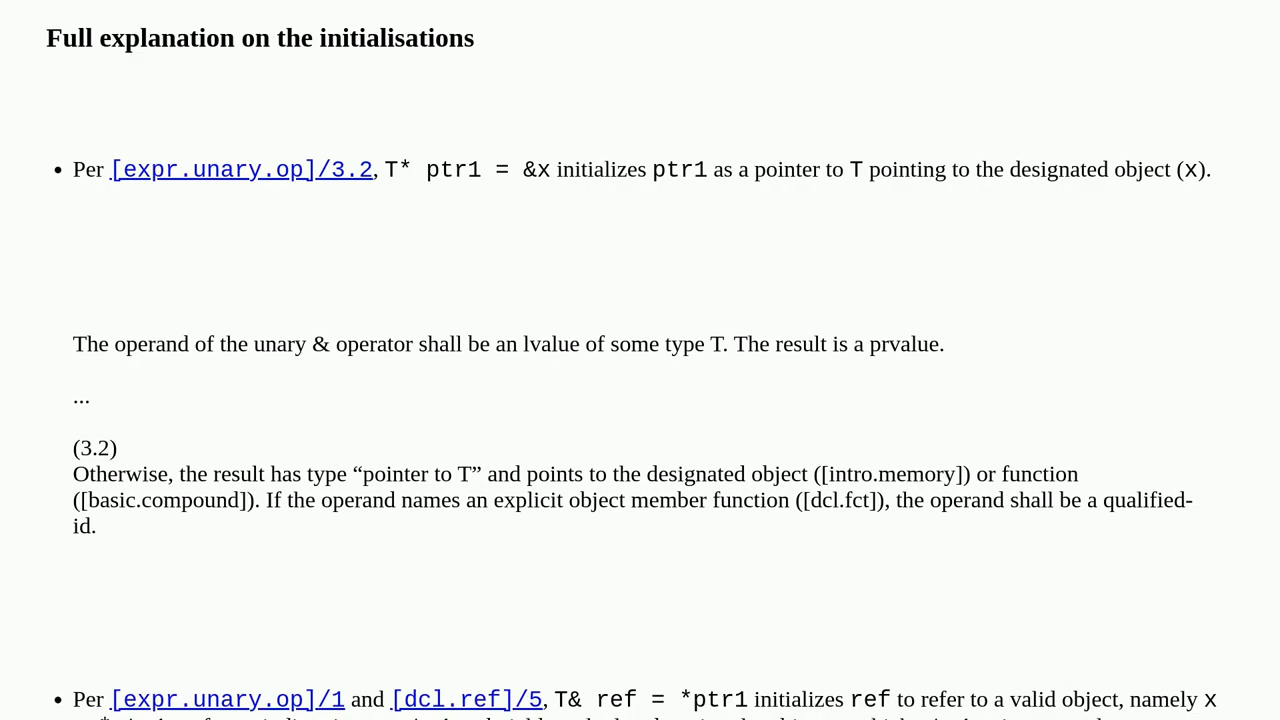 Full explanation on the initialisations
• Per [expr.unary.op]/3.2, T* ptr1 = &x initializes ptr1 as a pointer to T pointing to the designated object (x).
The operand of the unary & operator shall be an lvalue of some type T. The result is a prvalue.
...
(3.2)
Otherwise, the result has type “pointer to T” and points to the designated object ([intro.memory]) or function
([basic.compound]). If the operand names an explicit object member function ([dcl.fct]), the operand shall be a qualified-
id.
• Per [expr.unary.op]/1 and [dcl.ref]/5, T& ref = *ptr1 initializes ref to refer to a valid object, namely x